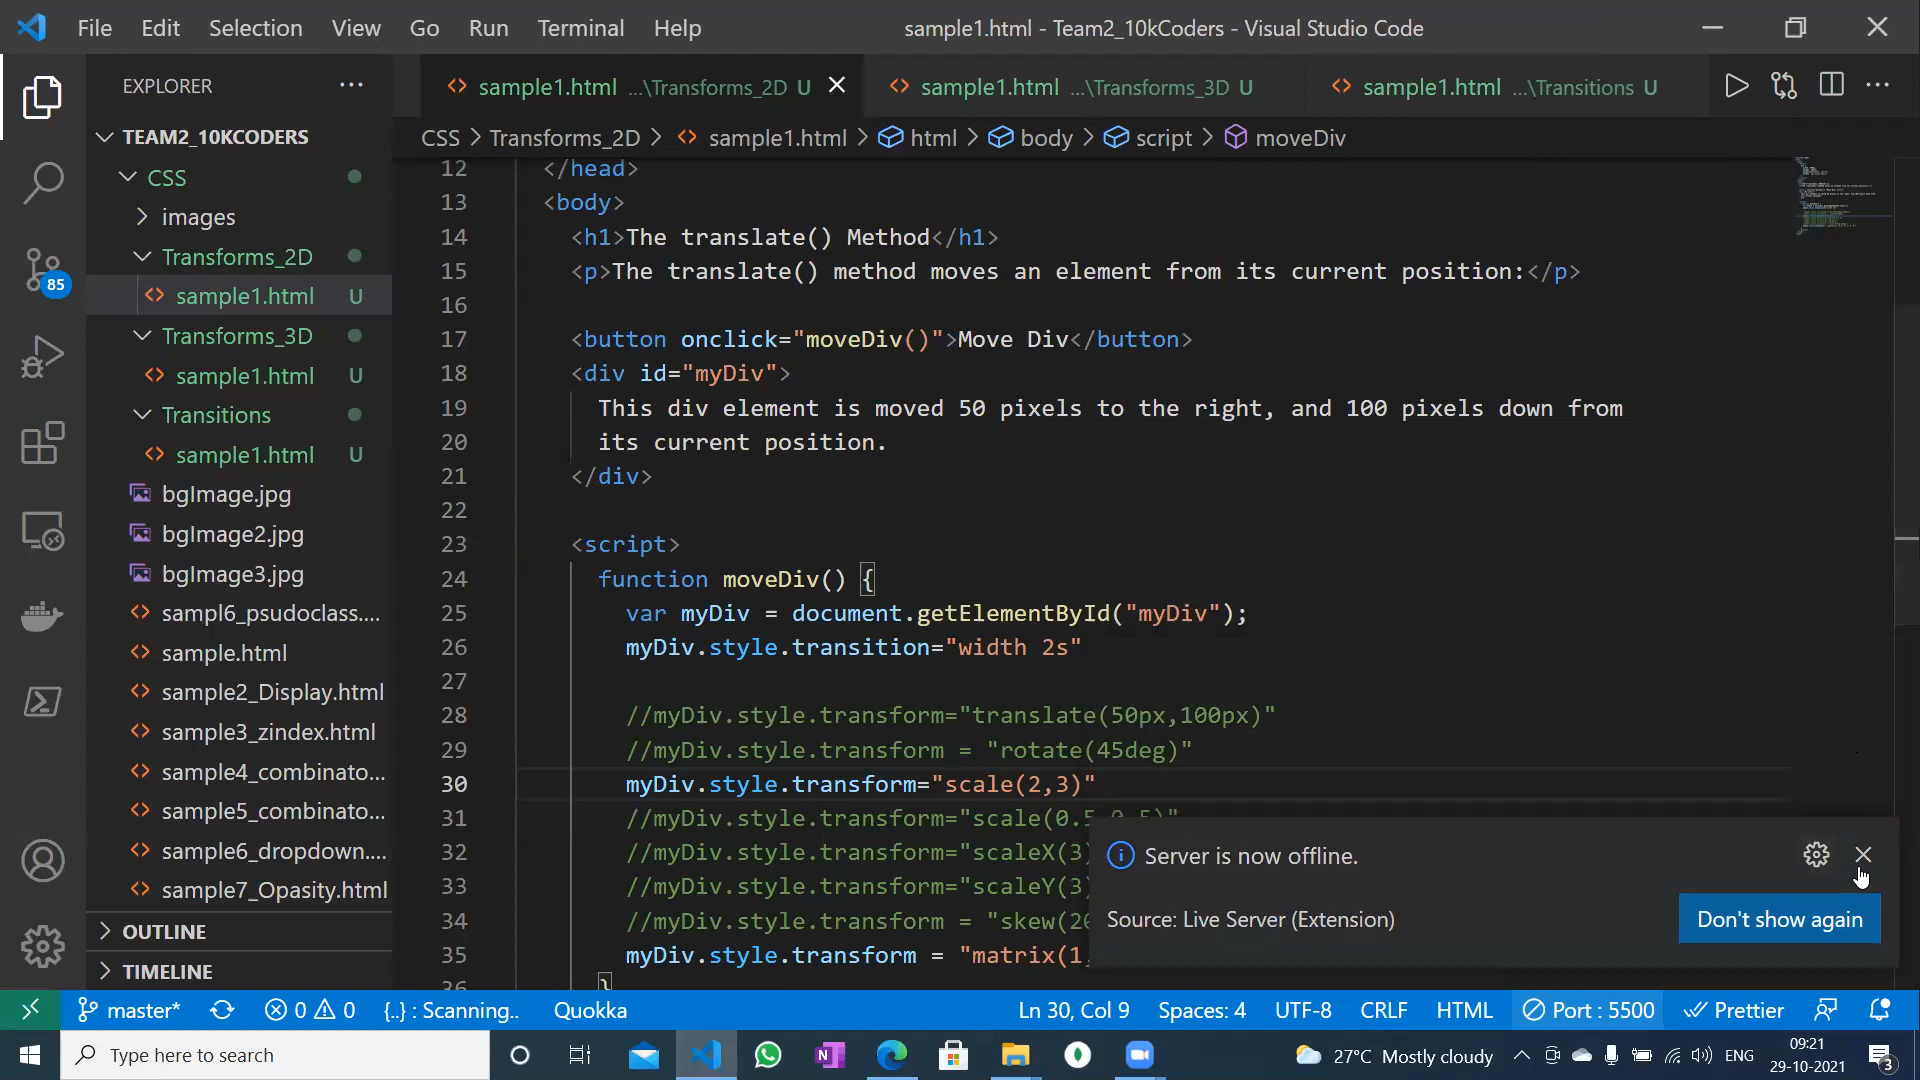 File Edit Selection View Go Run Terminal Help sample1.html - Team2_10kCoders - Visual Studio Code
EXPLORER ...
sample1.html ...\Transforms_2D U
sample1.html ...\Transforms_3D U
sample1.html ...\Transitions U
TEAM2_10KCODERS
CSS
images
Transforms_2D
sample1.html U
Transforms_3D
sample1.html U
Transitions
sample1.html U
bgImage.jpg
bgImage2.jpg
bgImage3.jpg
sampl6_psudoclass....
sample.html
sample2_Display.html
sample3_zindex.html
sample4_combinato...
sample5_combinato...
sample6_dropdown....
sample7_Opasity.html
OUTLINE
TIMELINE
85
CSS > Transforms_2D > sample1.html > html > body > script > moveDiv
12 </head>
13 <body>
14 <h1>The translate() Method</h1>
15 <p>The translate() method moves an element from its current position:</p>
16
17 <button onclick="moveDiv()">Move Div</button>
18 <div id="myDiv">
19 This div element is moved 50 pixels to the right, and 100 pixels down from
20 its current position.
21 </div>
22
23 <script>
24 function moveDiv() {
25 var myDiv = document.getElementById("myDiv");
26 myDiv.style.transition="width 2s"
27
28 //myDiv.style.transform="translate(50px,100px)"
29 //myDiv.style.transform = "rotate(45deg)"
30 myDiv.style.transform="scale(2,3)"
31 //myDiv.style.transform="scale(0.5,0.5)"
32 //myDiv.style.transform="scaleX(3)
33 //myDiv.style.transform="scaleY(3)
34 //myDiv.style.transform = "skew(20
35 myDiv.style.transform = "matrix(1,
36 }
Server is now offline.
Source: Live Server (Extension)
Don't show again
master* 0 0 {..} : Scanning.. Quokka Ln 30, Col 9 Spaces: 4 UTF-8 CRLF HTML Port : 5500 Prettier
Type here to search
27°C Mostly cloudy ENG
09:21
29-10-2021
3